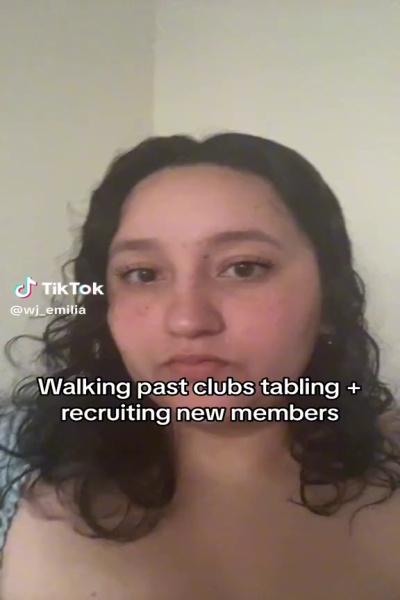 TikTok
@wj_emilia
Walking past clubs tabling +
recruiting new members